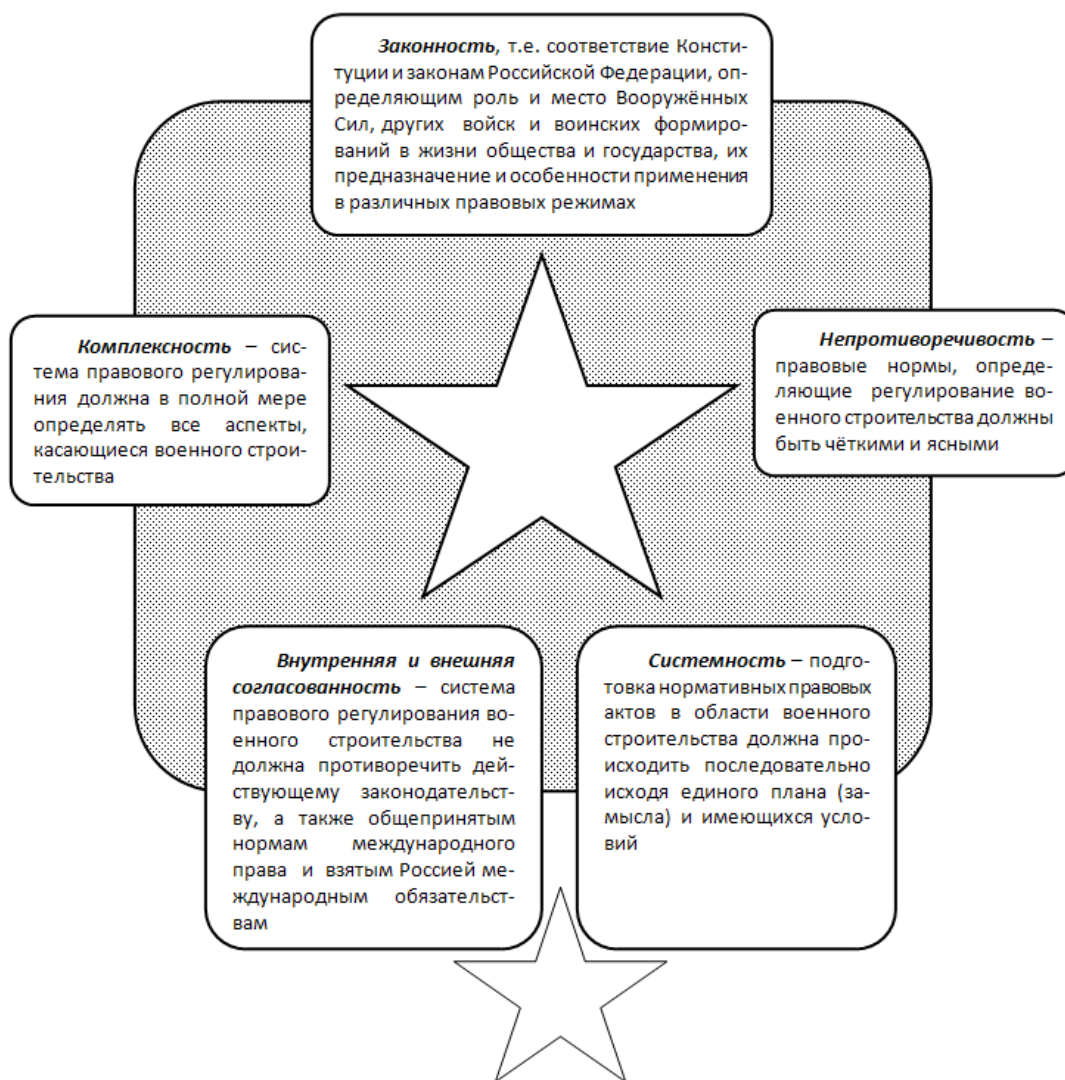 Законность, т.е. соответствие Консти-
туции и законам Российской Федерации, оп-
ределяющим роль и место Вооружённых
Сил, других войск и воинских формиро-
ваний в жизни общества и государства, их
предназначение и особенности применения
в различных правовых режимах
Комплексность – сис-
тема правового регулирова-
ния должна в полной мере
определять все аспекты,
касающиеся военного строи-
тельства
Непротиворечивость –
правовые нормы, опреде-
ляющие регулирование во-
енного строительства должны
быть чёткими и ясными
Внутренняя и внешняя
согласованность – система
правового регулирования во-
енного строительства не
должна противоречить дей-
ствующему законодательст-
ву, а также общепринятым
нормам международного
права и взятым Россией ме-
ждународным обязательст-
вам
Системность – подго-
товка нормативных правовых
актов в области военного
строительства должна про-
исходить последовательно
исходя единого плана (за-
мысла) и имеющихся усло-
вий